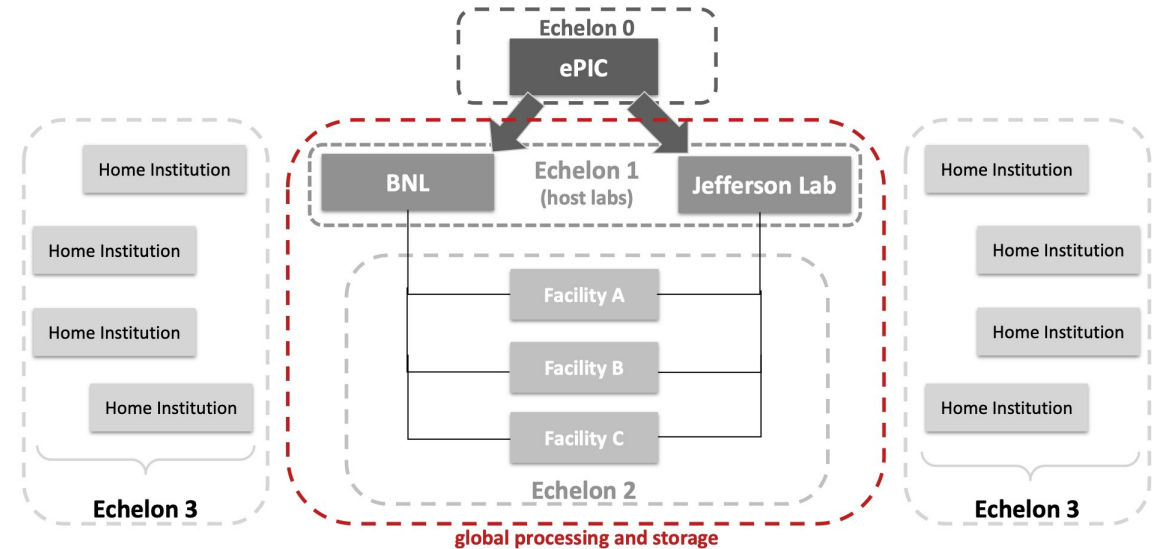 Echelon 0
ePIC
BNL
Echelon 1
(host labs)
Jefferson Lab
Home Institution
Home Institution
Home Institution
Home Institution
Echelon 3
Facility A
Facility B
Facility C
Echelon 2
global processing and storage
Home Institution
Home Institution
Home Institution
Home Institution
Echelon 3